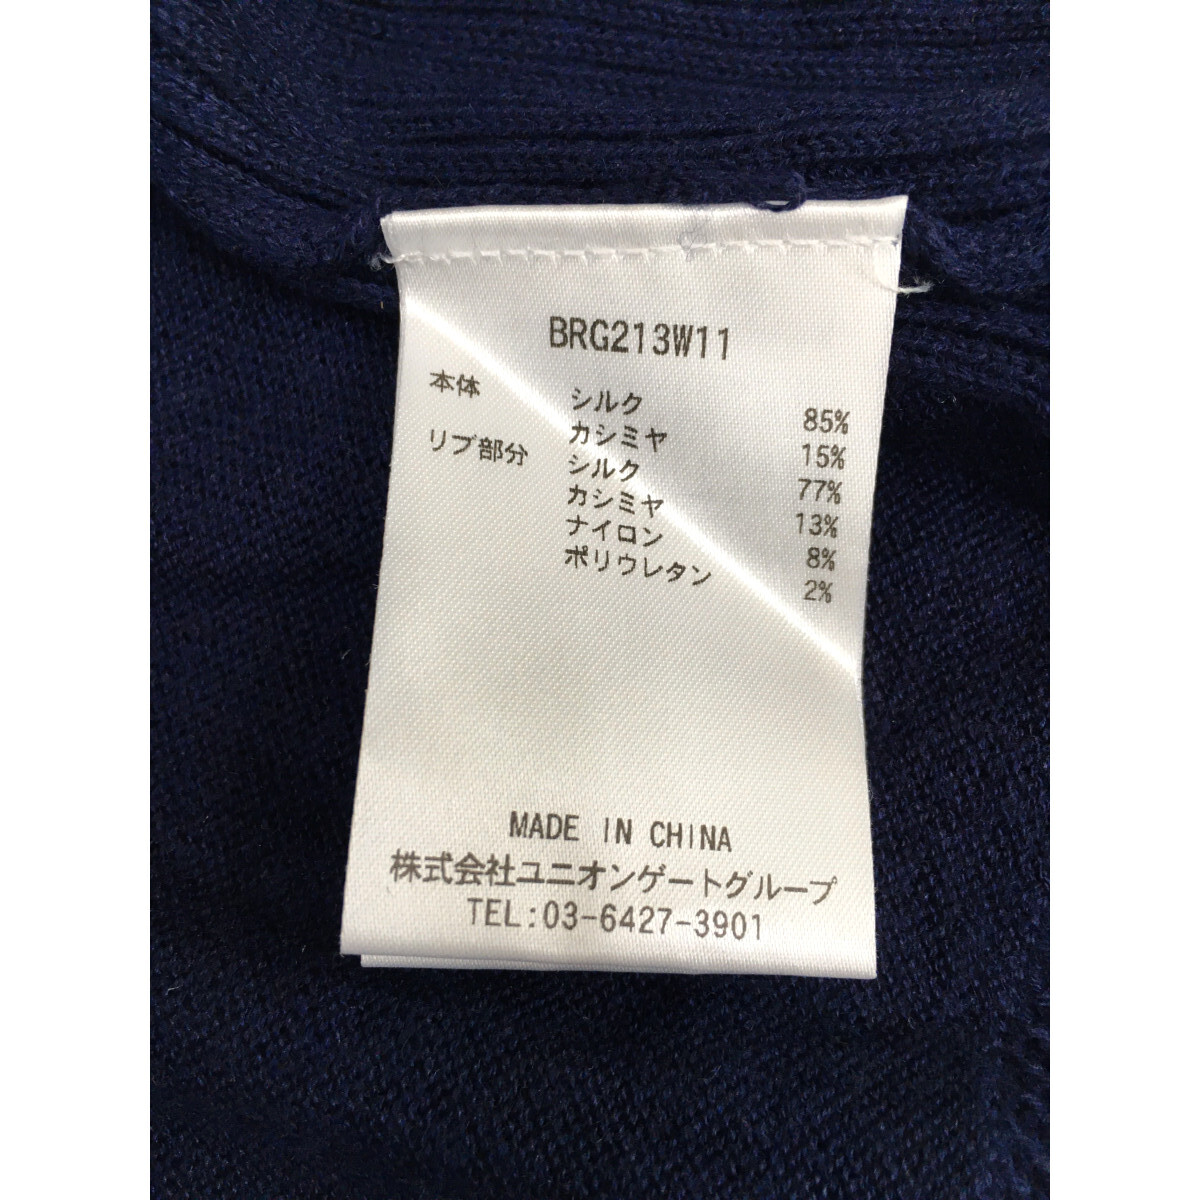 BRG213W11
本体 シルク 85%
カシミヤ 15%
リブ部分 シルク 77%
カシミヤ 13%
ナイロン 8%
ポリウレタン 2%
MADE IN CHINA
株式会社ユニオンゲートグループ
TEL:03-6427-3901